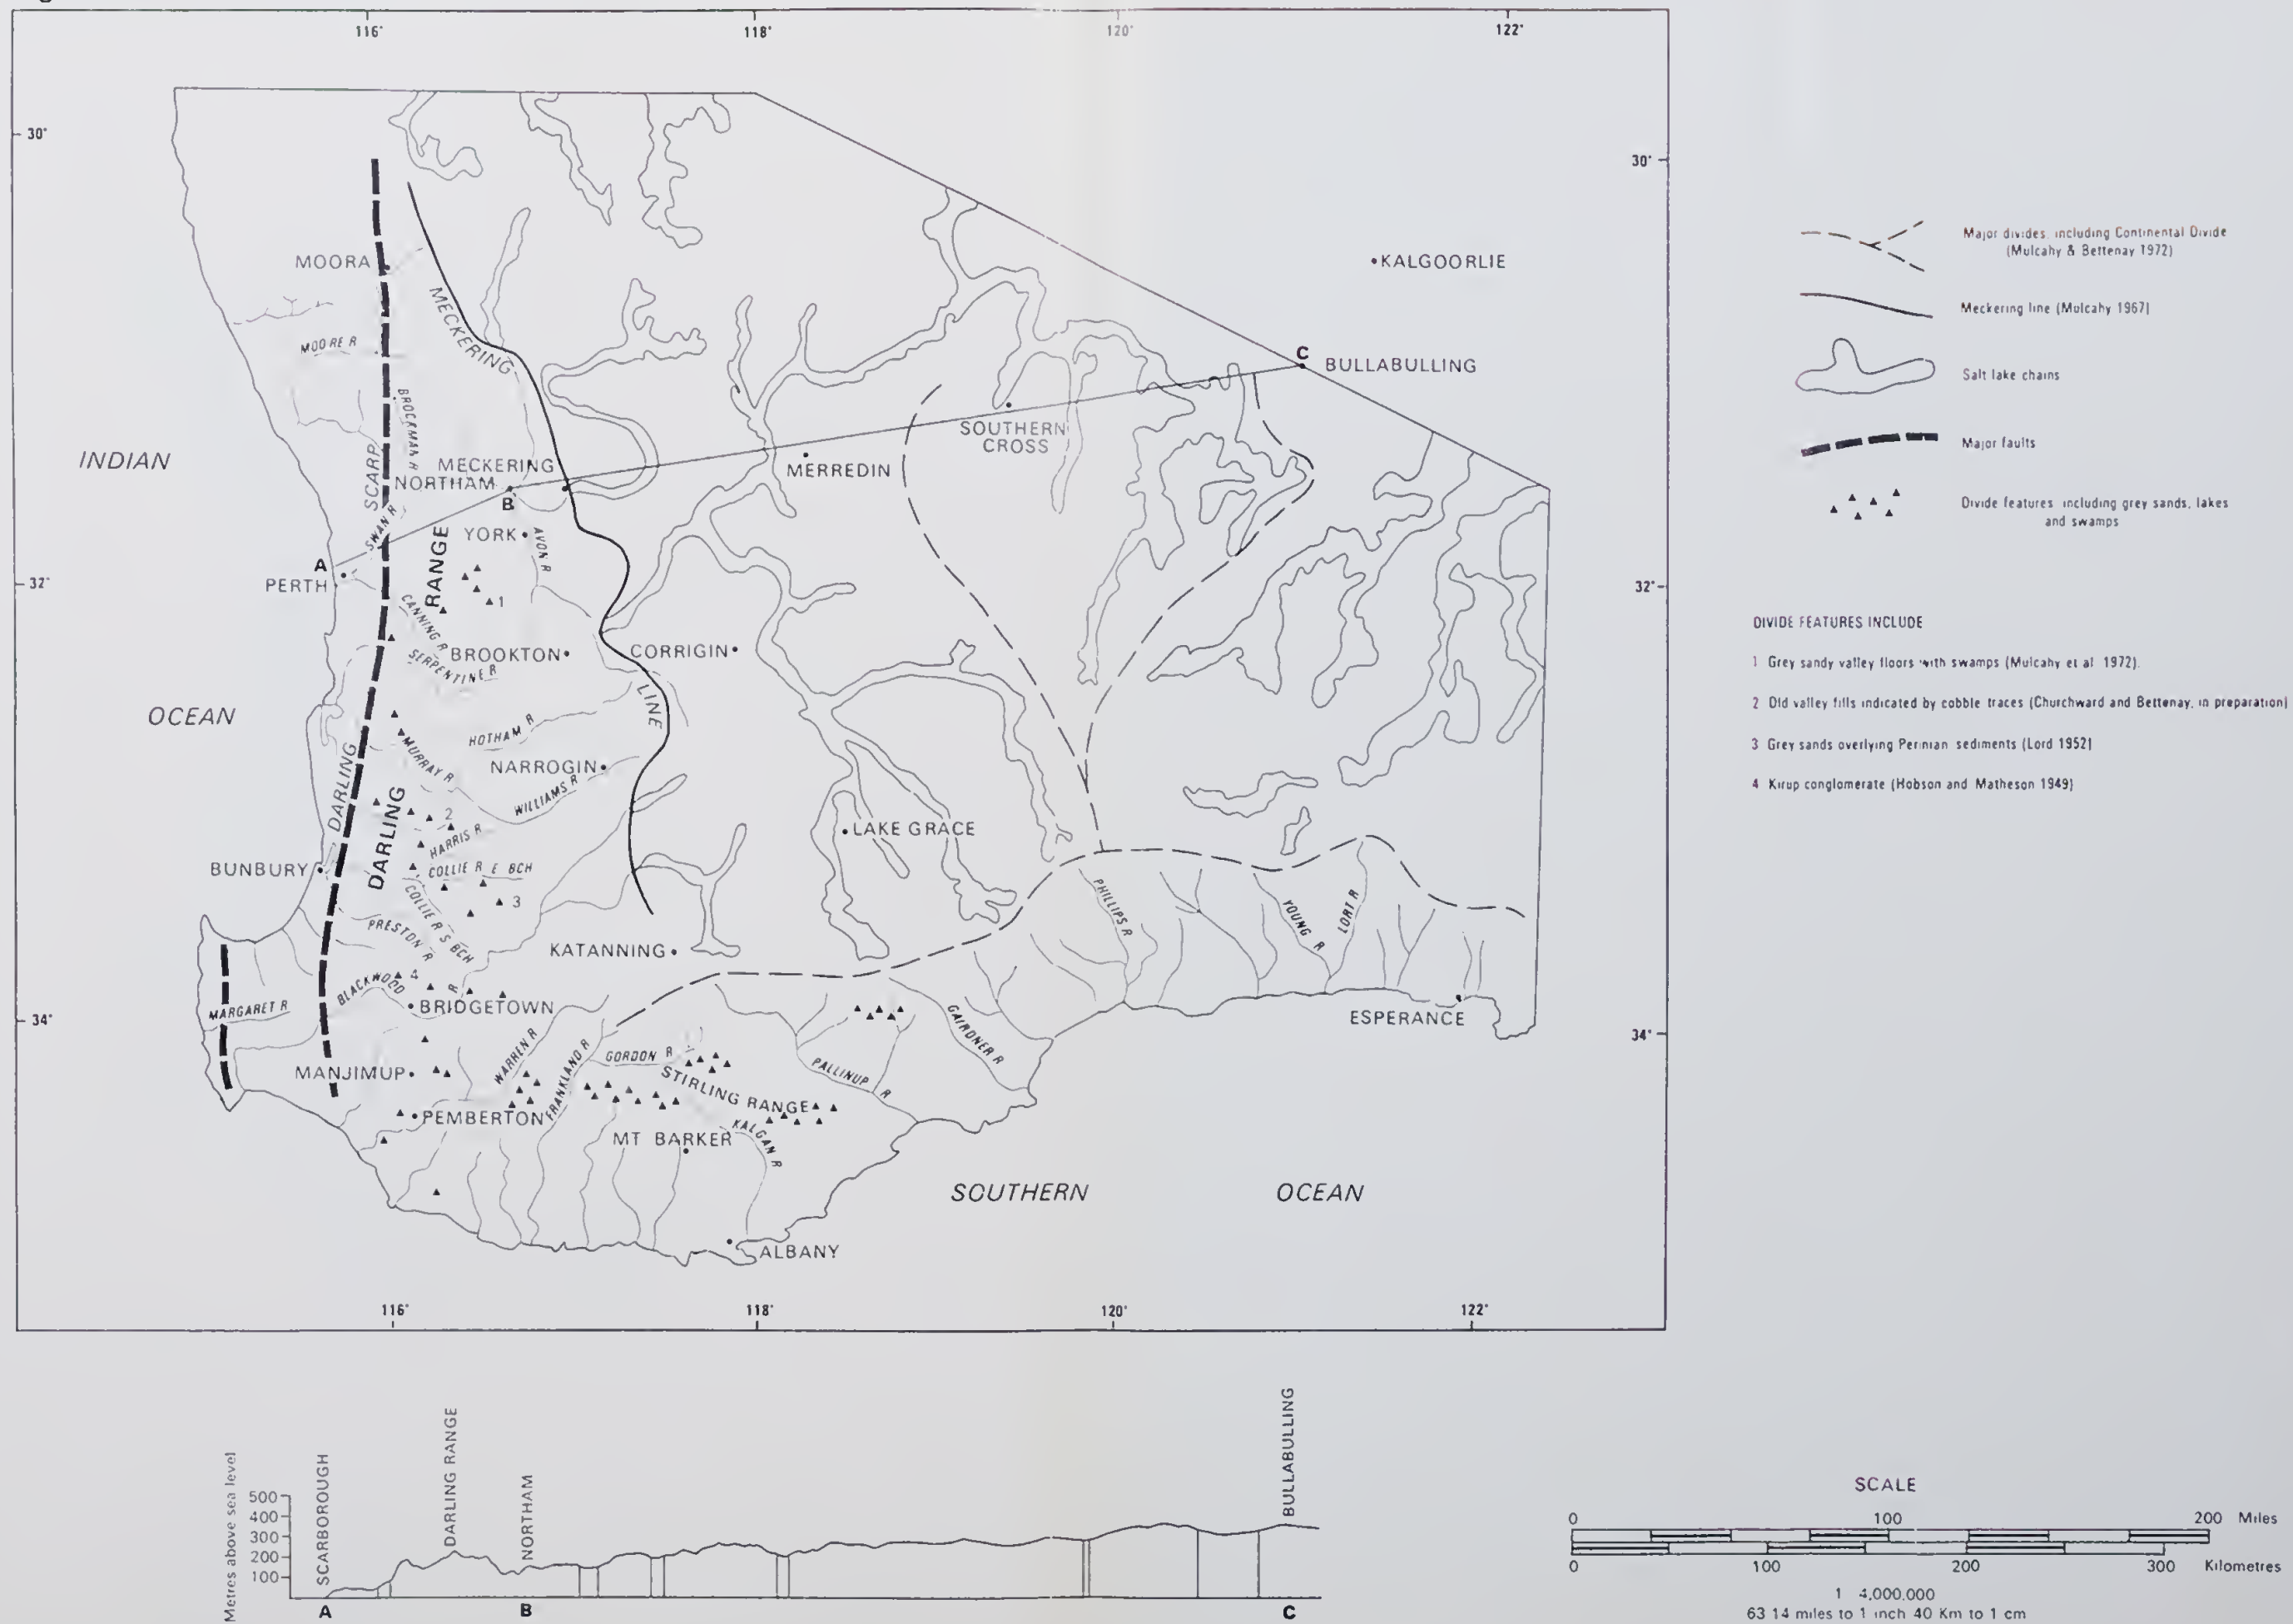 116°
118°
120°
122°
30°
30°
MOORA
•KALGOORLIE
MECKERING
MOORE R
C
BULLABULLING
BROCKMAN R
SOUTHERN
CROSS
INDIAN
SCARP
MECKERING
MERREDIN
NORTHAM
B
SWAN R
YORK
AVON R
RANGE
A
PERTH
32°
32°
1
CANNING R
BROOKTON
CORRIGIN
SERPENTINE R
LINE
OCEAN
HOTHAM R
MURRAY R
NARROGIN
WILLIAMS R
DARLING
DARLING
2
HARRIS R
LAKE GRACE
BUNBURY
COLLIE R E BCH
COLLIE R S BCH
3
PHILLIPS R
YOUNG R
LORT R
PRESTON R
KATANNING
4
BLACKWOOD
R
BRIDGETOWN
MARGARET R
34°
34°
ESPERANCE
GAIRDNER R
WARREN R
FRANKLAND R
GORDON R
PALLINUP R
MANJIMUP
STIRLING RANGE
PEMBERTON
KALGAN R
MT BARKER
SOUTHERN OCEAN
ALBANY
116°
118°
120°
122°
Major divides, including Continental Divide
(Mulcahy & Bettenay 1972)
Meckering line (Mulcahy 1967)
Salt lake chains
Major faults
Divide features including grey sands, lakes
and swamps
DIVIDE FEATURES INCLUDE
1 Grey sandy valley floors with swamps (Mulcahy et al 1972).
2 Old valley fills indicated by cobble traces (Churchward and Bettenay, in preparation)
3 Grey sands overlying Permian sediments (Lord 1952)
4 Kirup conglomerate (Hobson and Matheson 1949)
Metres above sea level
500
400
300
200
100
SCARBOROUGH
DARLING RANGE
NORTHAM
BULLABULLING
A
B
C
SCALE
0 100 200 Miles
0 100 200 300 Kilometres
1 4,000,000
63 14 miles to 1 inch 40 Km to 1 cm